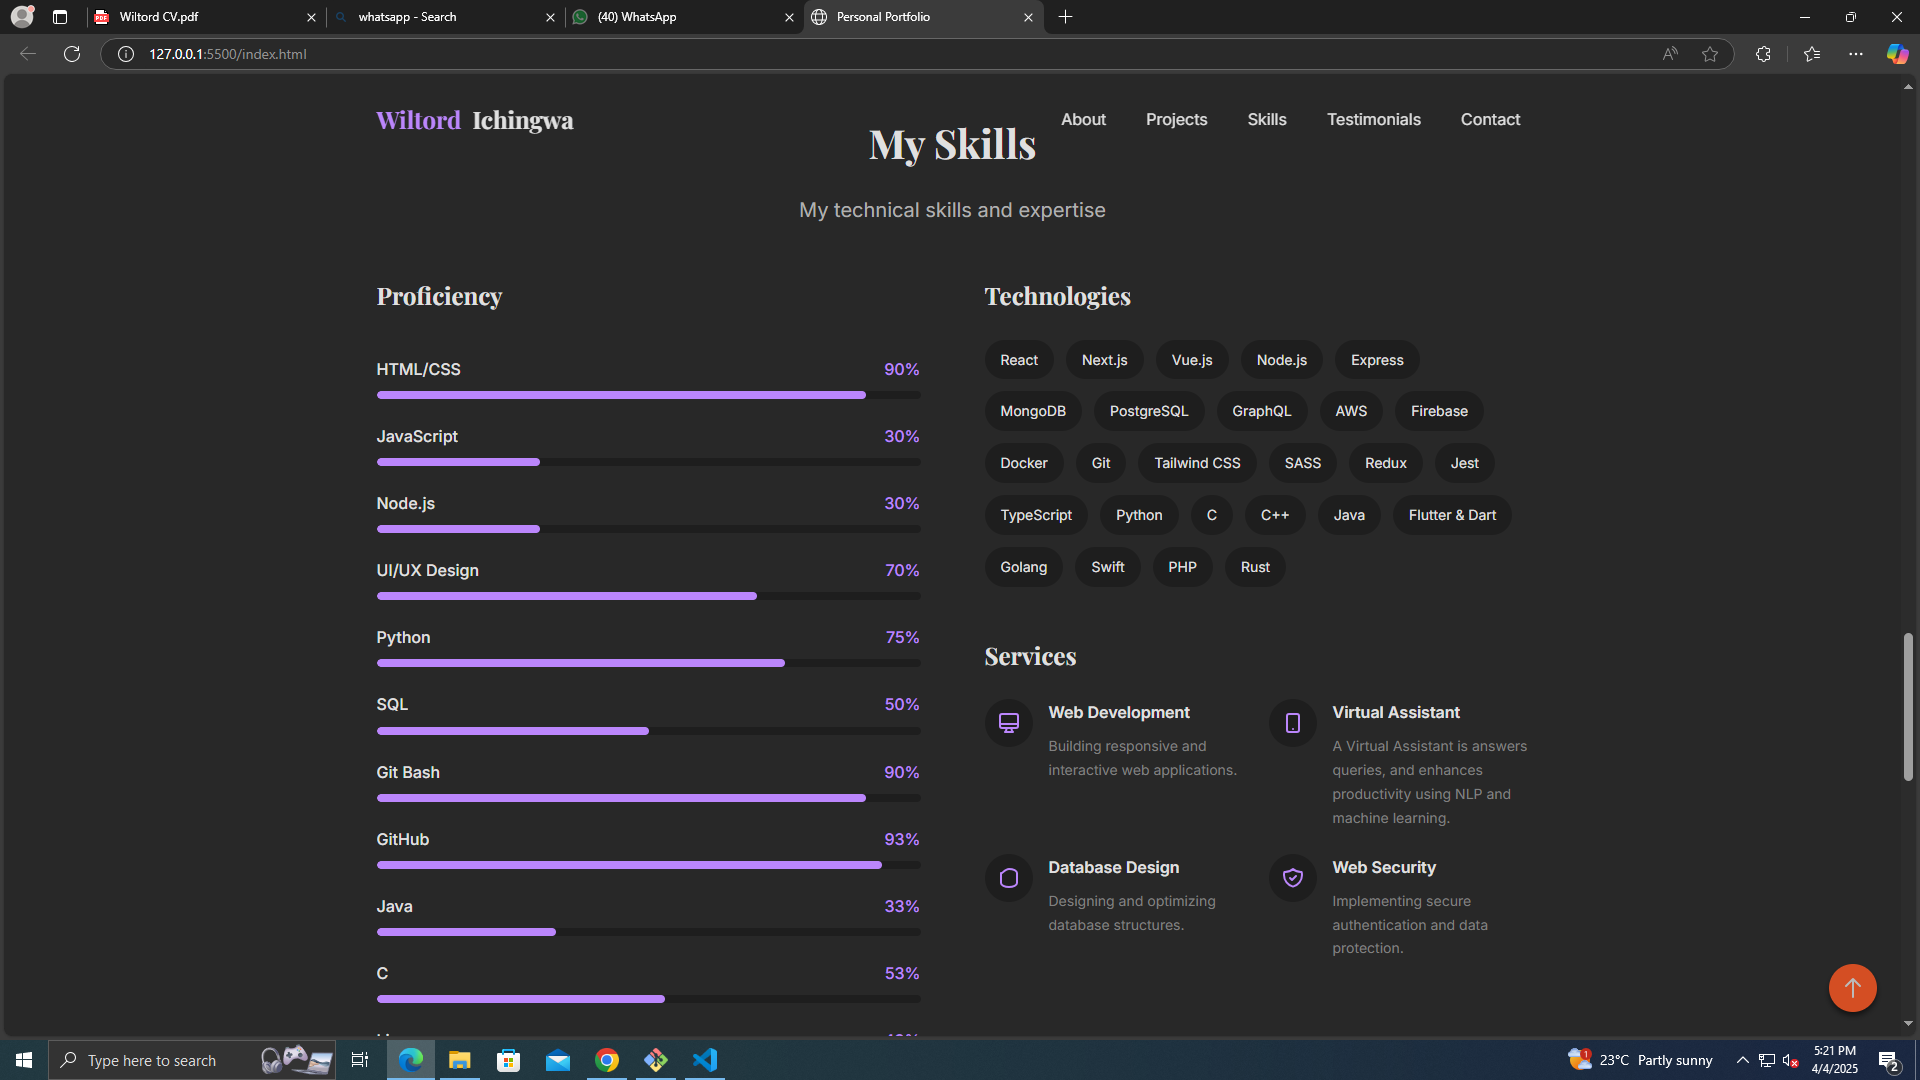 Wiltord CV.pdf
whatsapp - Search
(40) WhatsApp
Personal Portfolio
127.0.0.1:5500/index.html
Wiltord Ichingwa
About Projects Skills Testimonials Contact
My Skills
My technical skills and expertise
Proficiency
HTML/CSS 90%
JavaScript 30%
Node.js 30%
UI/UX Design 70%
Python 75%
SQL 50%
Git Bash 90%
GitHub 93%
Java 33%
C 53%
Technologies
React Next.js Vue.js Node.js Express
MongoDB PostgreSQL GraphQL AWS Firebase
Docker Git Tailwind CSS SASS Redux Jest
TypeScript Python C C++ Java Flutter & Dart
Golang Swift PHP Rust
Services
Web Development
Building responsive and
interactive web applications.
Virtual Assistant
A Virtual Assistant is answers
queries, and enhances
productivity using NLP and
machine learning.
Database Design
Designing and optimizing
database structures.
Web Security
Implementing secure
authentication and data
protection.
Type here to search
23°C Partly sunny
5:21 PM
4/4/2025
2